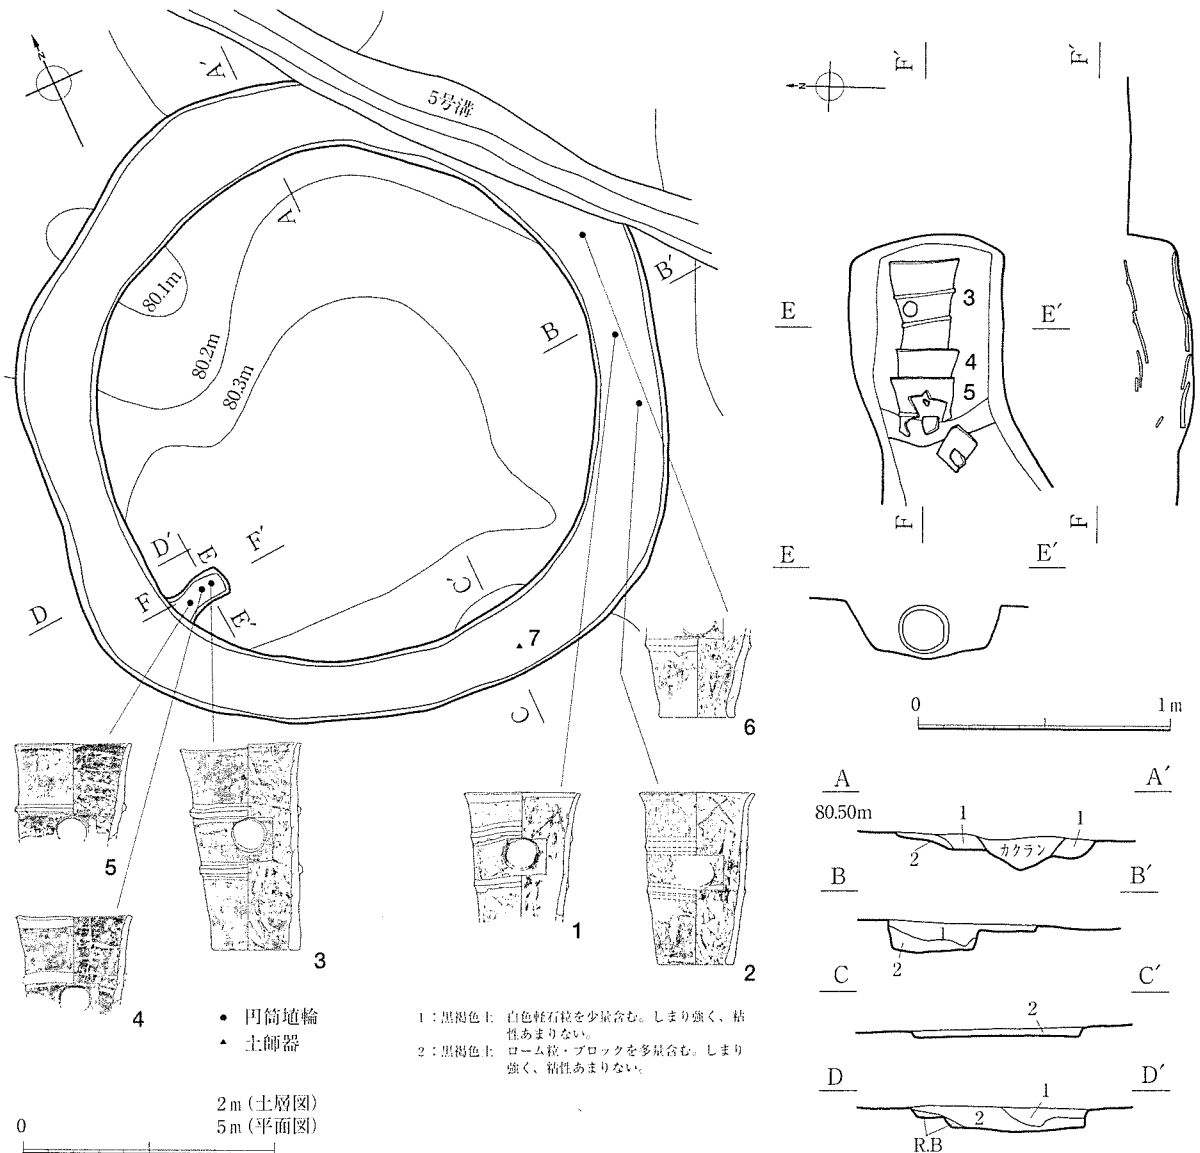 N
A′
5号溝
A
B′
B
80.1m
80.2m
80.3m
D′
E
F′
D
F
E′
C′
7
C
6
5
3
4
1
2
● 円筒埴輪
▲ 土師器
1：黒褐色土 白色軽石粒を少量含む。しまり強く、粘
性あまりない。
2：黒褐色土 ローム粒・ブロックを多量含む。しまり
強く、粘性あまりない。
0
2m (土層図)
5m (平面図)
N
F′
F′
E
E′
3
4
5
F
F
E
E′
0
1m
A
A′
80.50m
2
1
カクラン
1
B
B′
1
2
C
C′
2
D
D′
2
1
R.B